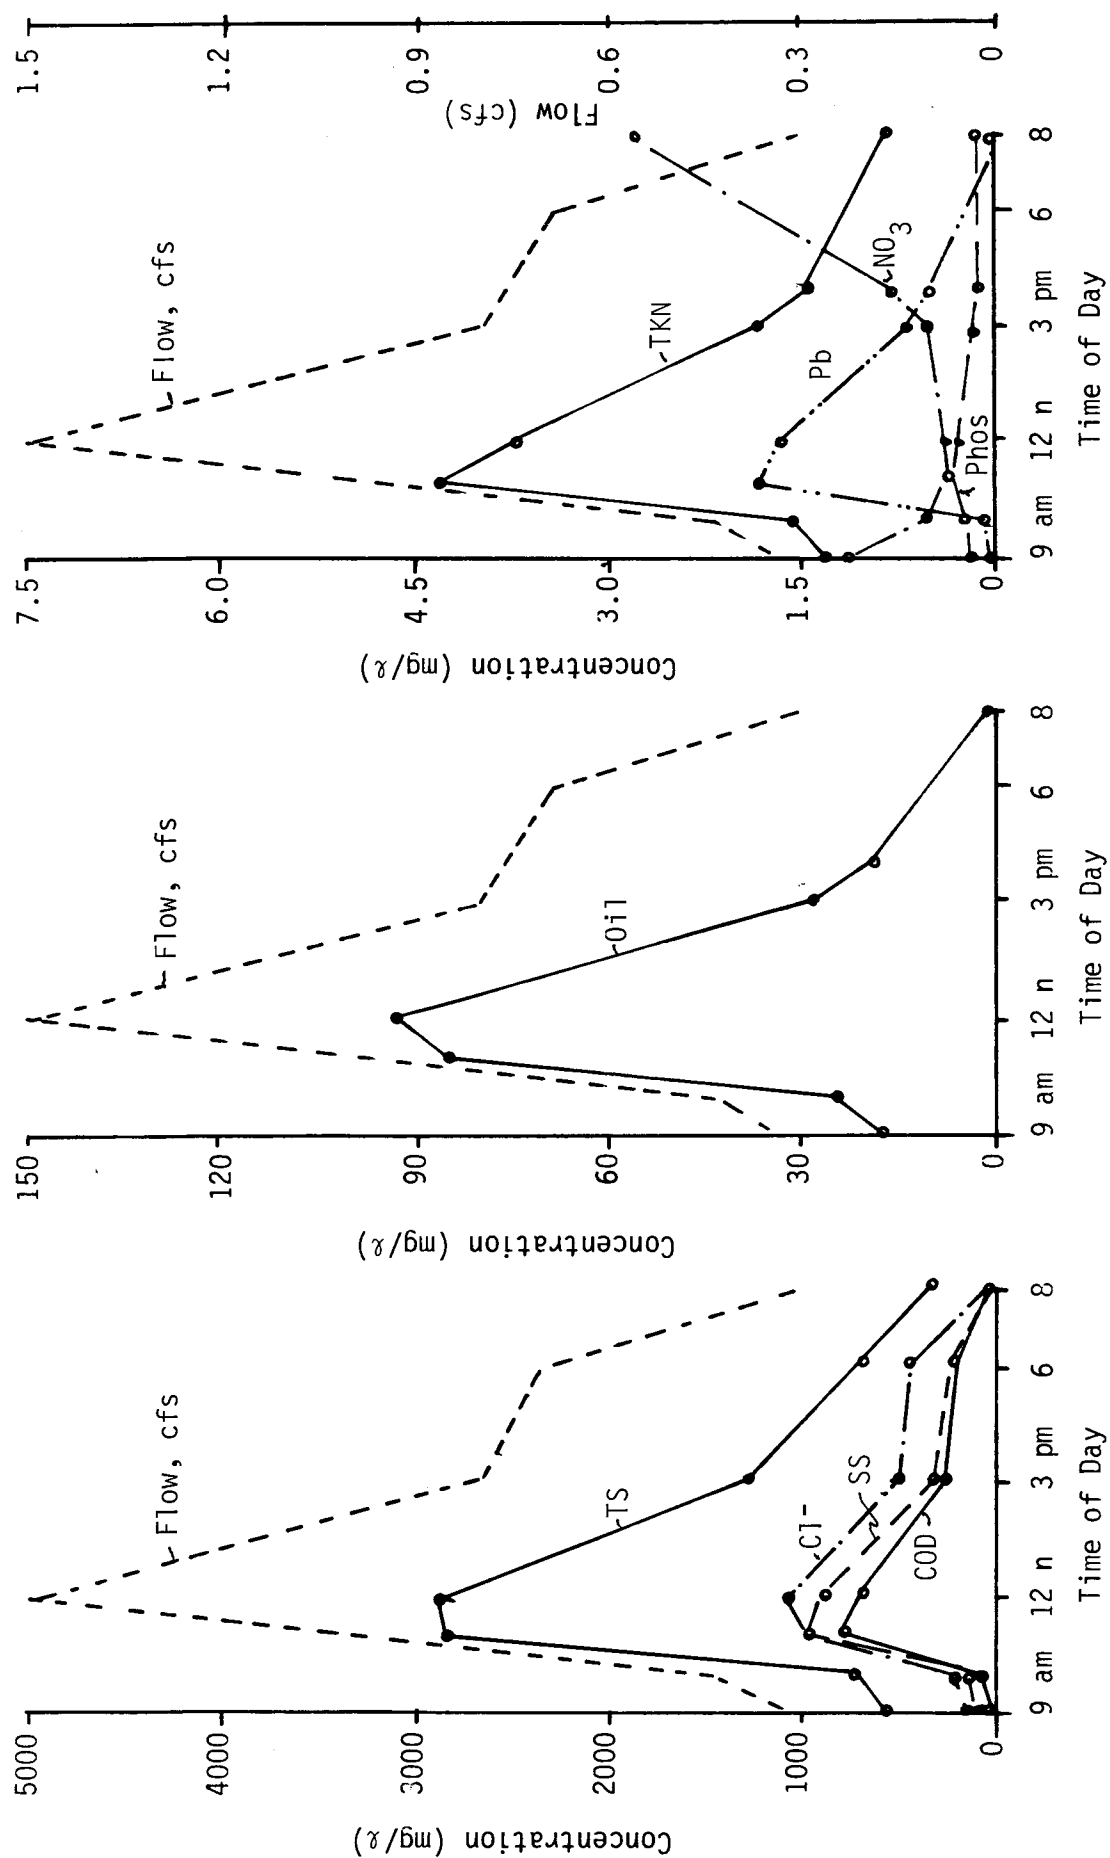 5000
4000
3000
2000
1000
0
Concentration (mg/ℓ)
Flow, cfs
TS
Cl-
SS
COD
9 am 12 n 3 pm 6 8
Time of Day
150
120
90
60
30
0
Concentration (mg/ℓ)
Flow, cfs
Oil
9 am 12 n 3 pm 6 8
Time of Day
7.5
6.0
4.5
3.0
1.5
0
Concentration (mg/ℓ)
Flow, cfs
TKN
Pb
NO3
Phos
9 am 12 n 3 pm 6 8
Time of Day
1.5
1.2
0.9
0.6
0.3
0
Flow (cfs)